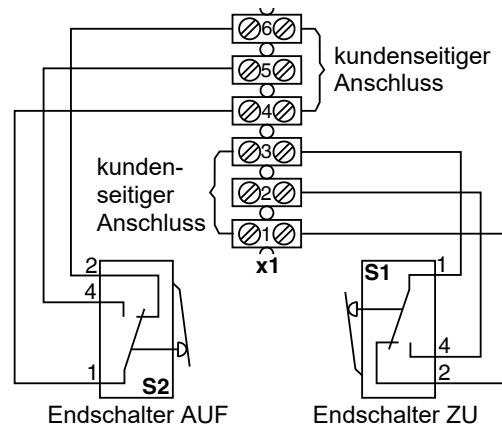 6
kundenseitiger
Anschluss
5
4
3
kunden-
seitiger
Anschluss
2
1
x1
2
4
1
S2
Endschalter AUF
S1
1
4
2
Endschalter ZU